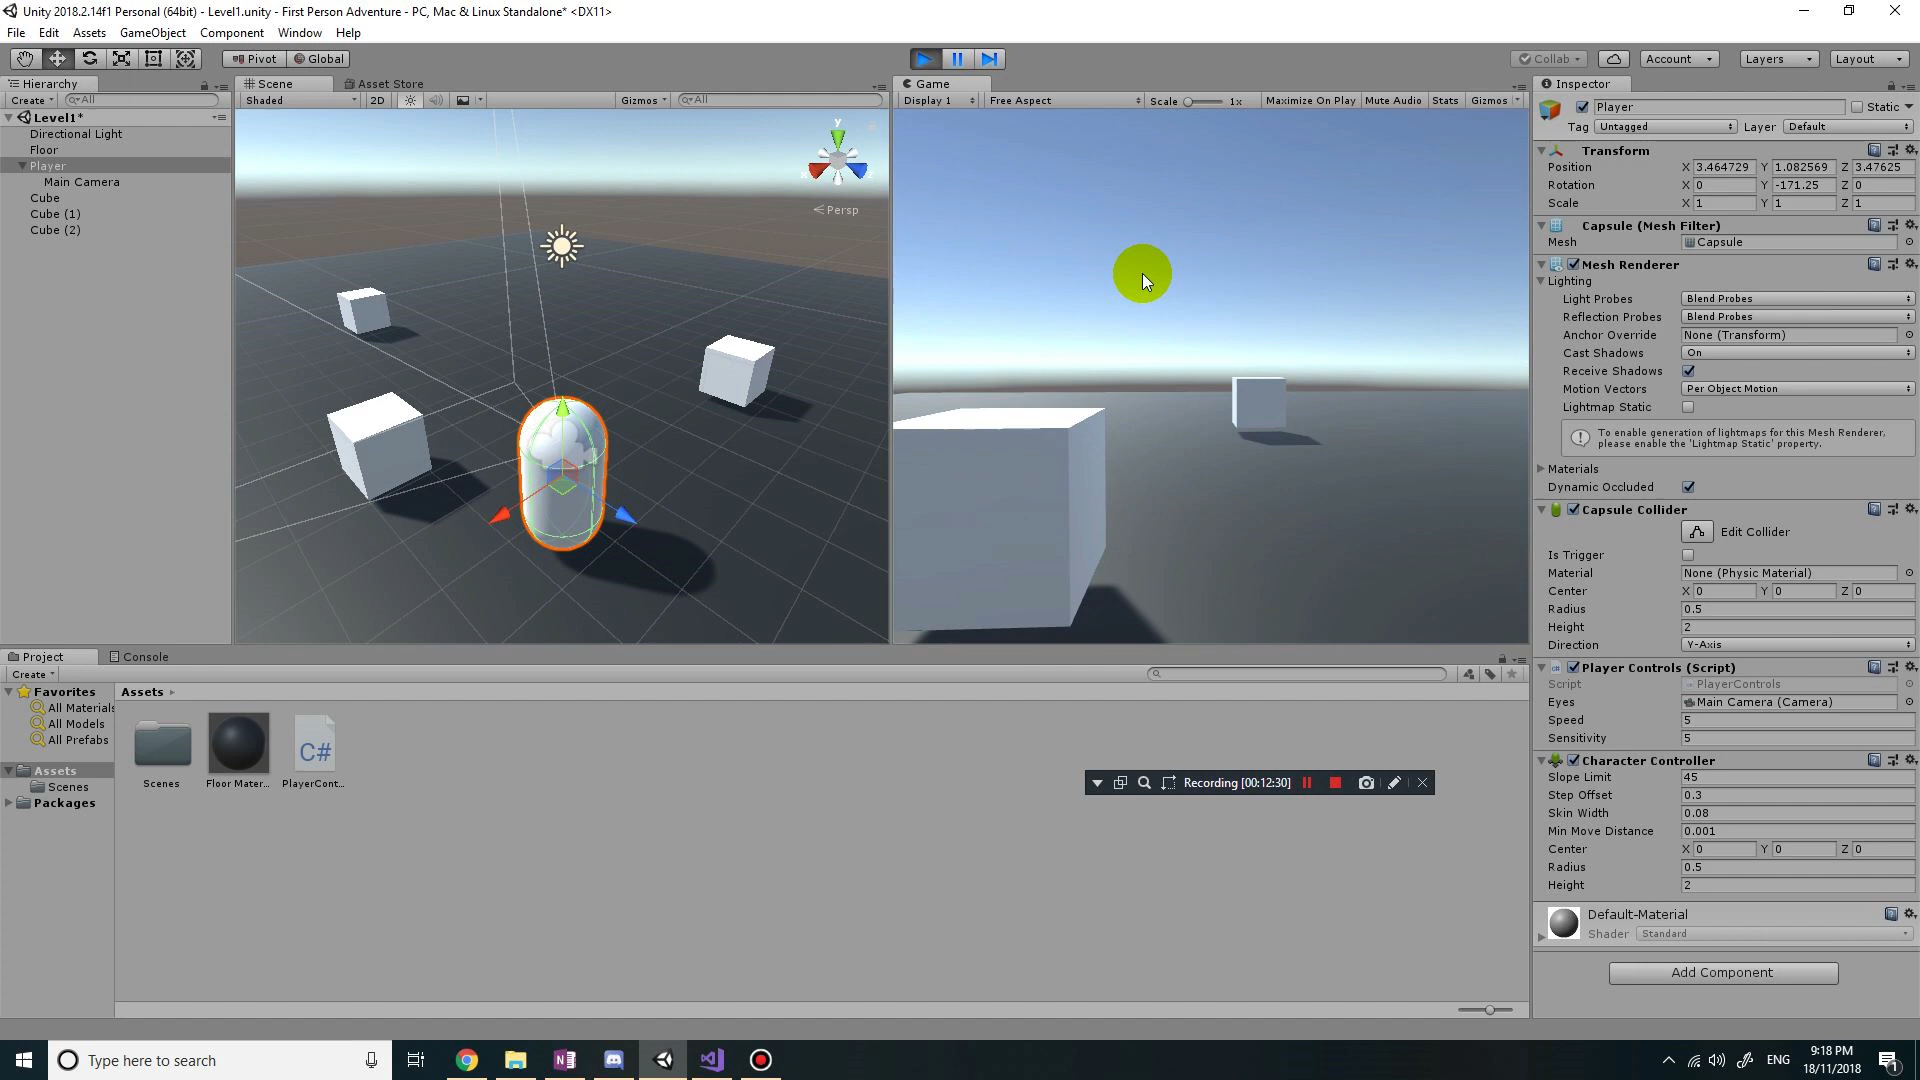 Unity 2018.2.14f1 Personal (64bit) - Level1.unity - First Person Adventure - PC, Mac & Linux Standalone* <DX11>
File Edit Assets GameObject Component Window Help
Pivot Global
Collab Account Layers Layout
Hierarchy
Create All
Level1*
Directional Light
Floor
Player
Main Camera
Cube
Cube (1)
Cube (2)
Scene Asset Store
Shaded 2D Gizmos All
y
x z
Persp
Game
Display 1 Free Aspect Scale 1x Maximize On Play Mute Audio Stats Gizmos
Inspector
Player Static
Tag Untagged Layer Default
Transform
Position X 3.464729 Y 1.082569 Z 3.47625
Rotation X 0 Y -171.25 Z 0
Scale X 1 Y 1 Z 1
Capsule (Mesh Filter)
Mesh Capsule
Mesh Renderer
Lighting
Light Probes Blend Probes
Reflection Probes Blend Probes
Anchor Override None (Transform)
Cast Shadows On
Receive Shadows
Motion Vectors Per Object Motion
Lightmap Static
To enable generation of lightmaps for this Mesh Renderer,
please enable the 'Lightmap Static' property.
Materials
Dynamic Occluded
Capsule Collider
Edit Collider
Is Trigger
Material None (Physic Material)
Center X 0 Y 0 Z 0
Radius 0.5
Height 2
Direction Y-Axis
Player Controls (Script)
Script PlayerControls
Eyes Main Camera (Camera)
Speed 5
Sensitivity 5
Character Controller
Slope Limit 45
Step Offset 0.3
Skin Width 0.08
Min Move Distance 0.001
Center X 0 Y 0 Z 0
Radius 0.5
Height 2
Default-Material
Shader Standard
Add Component
Project Console
Create
Favorites
All Materials
All Models
All Prefabs
Assets
Scenes
Packages
Assets
C#
Scenes Floor Mater... PlayerCont...
Recording [00:12:30]
Type here to search
ENG
9:18 PM
18/11/2018
1